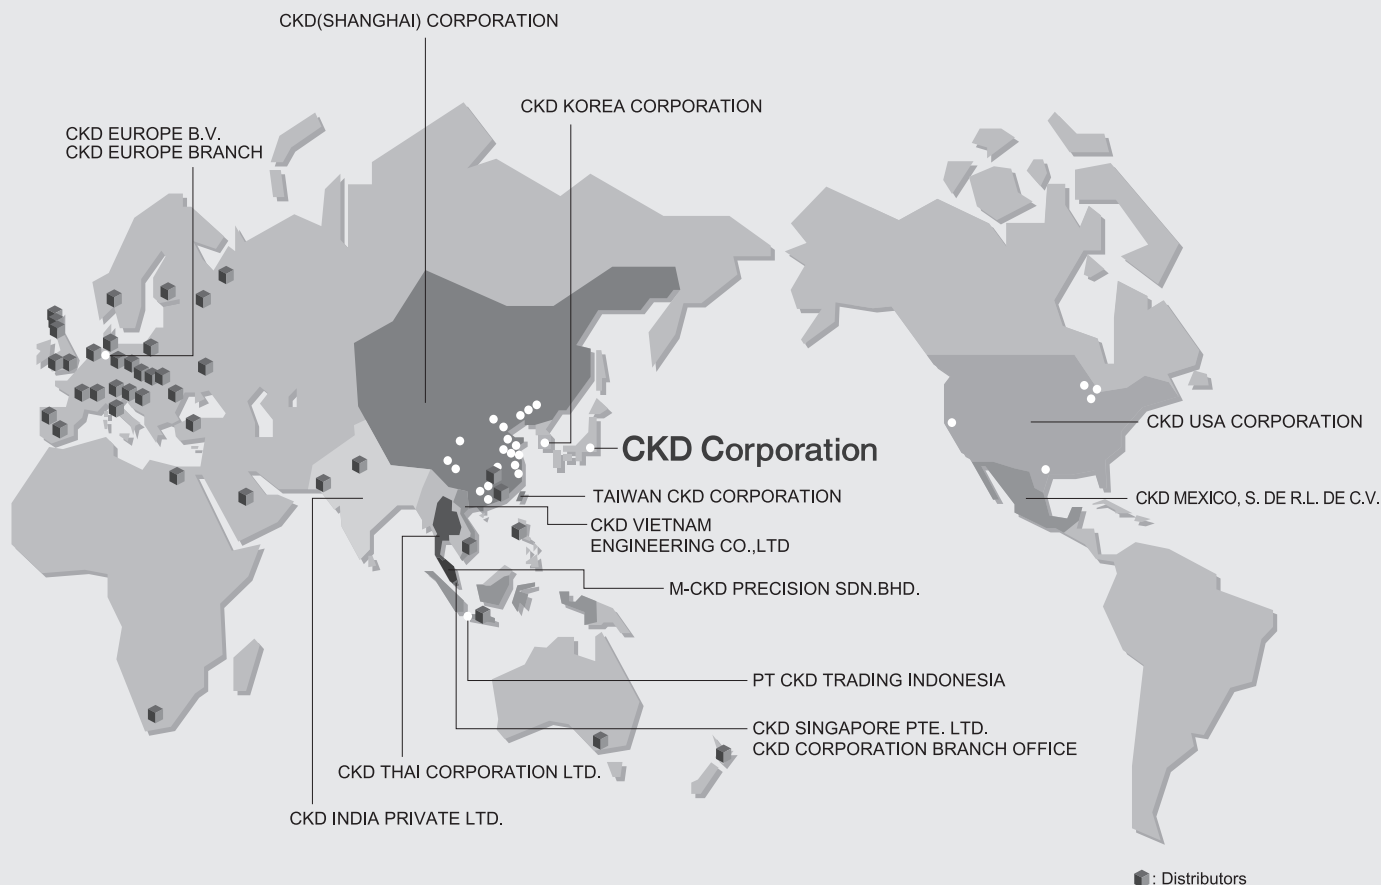 CKD(SHANGHAI) CORPORATION
CKD KOREA CORPORATION
CKD EUROPE B.V.
CKD EUROPE BRANCH
CKD USA CORPORATION
CKD Corporation
TAIWAN CKD CORPORATION
CKD MEXICO, S. DE R.L. DE C.V.
CKD VIETNAM
ENGINEERING CO.,LTD
M-CKD PRECISION SDN.BHD.
PT CKD TRADING INDONESIA
CKD SINGAPORE PTE. LTD.
CKD CORPORATION BRANCH OFFICE
CKD THAI CORPORATION LTD.
CKD INDIA PRIVATE LTD.
: Distributors